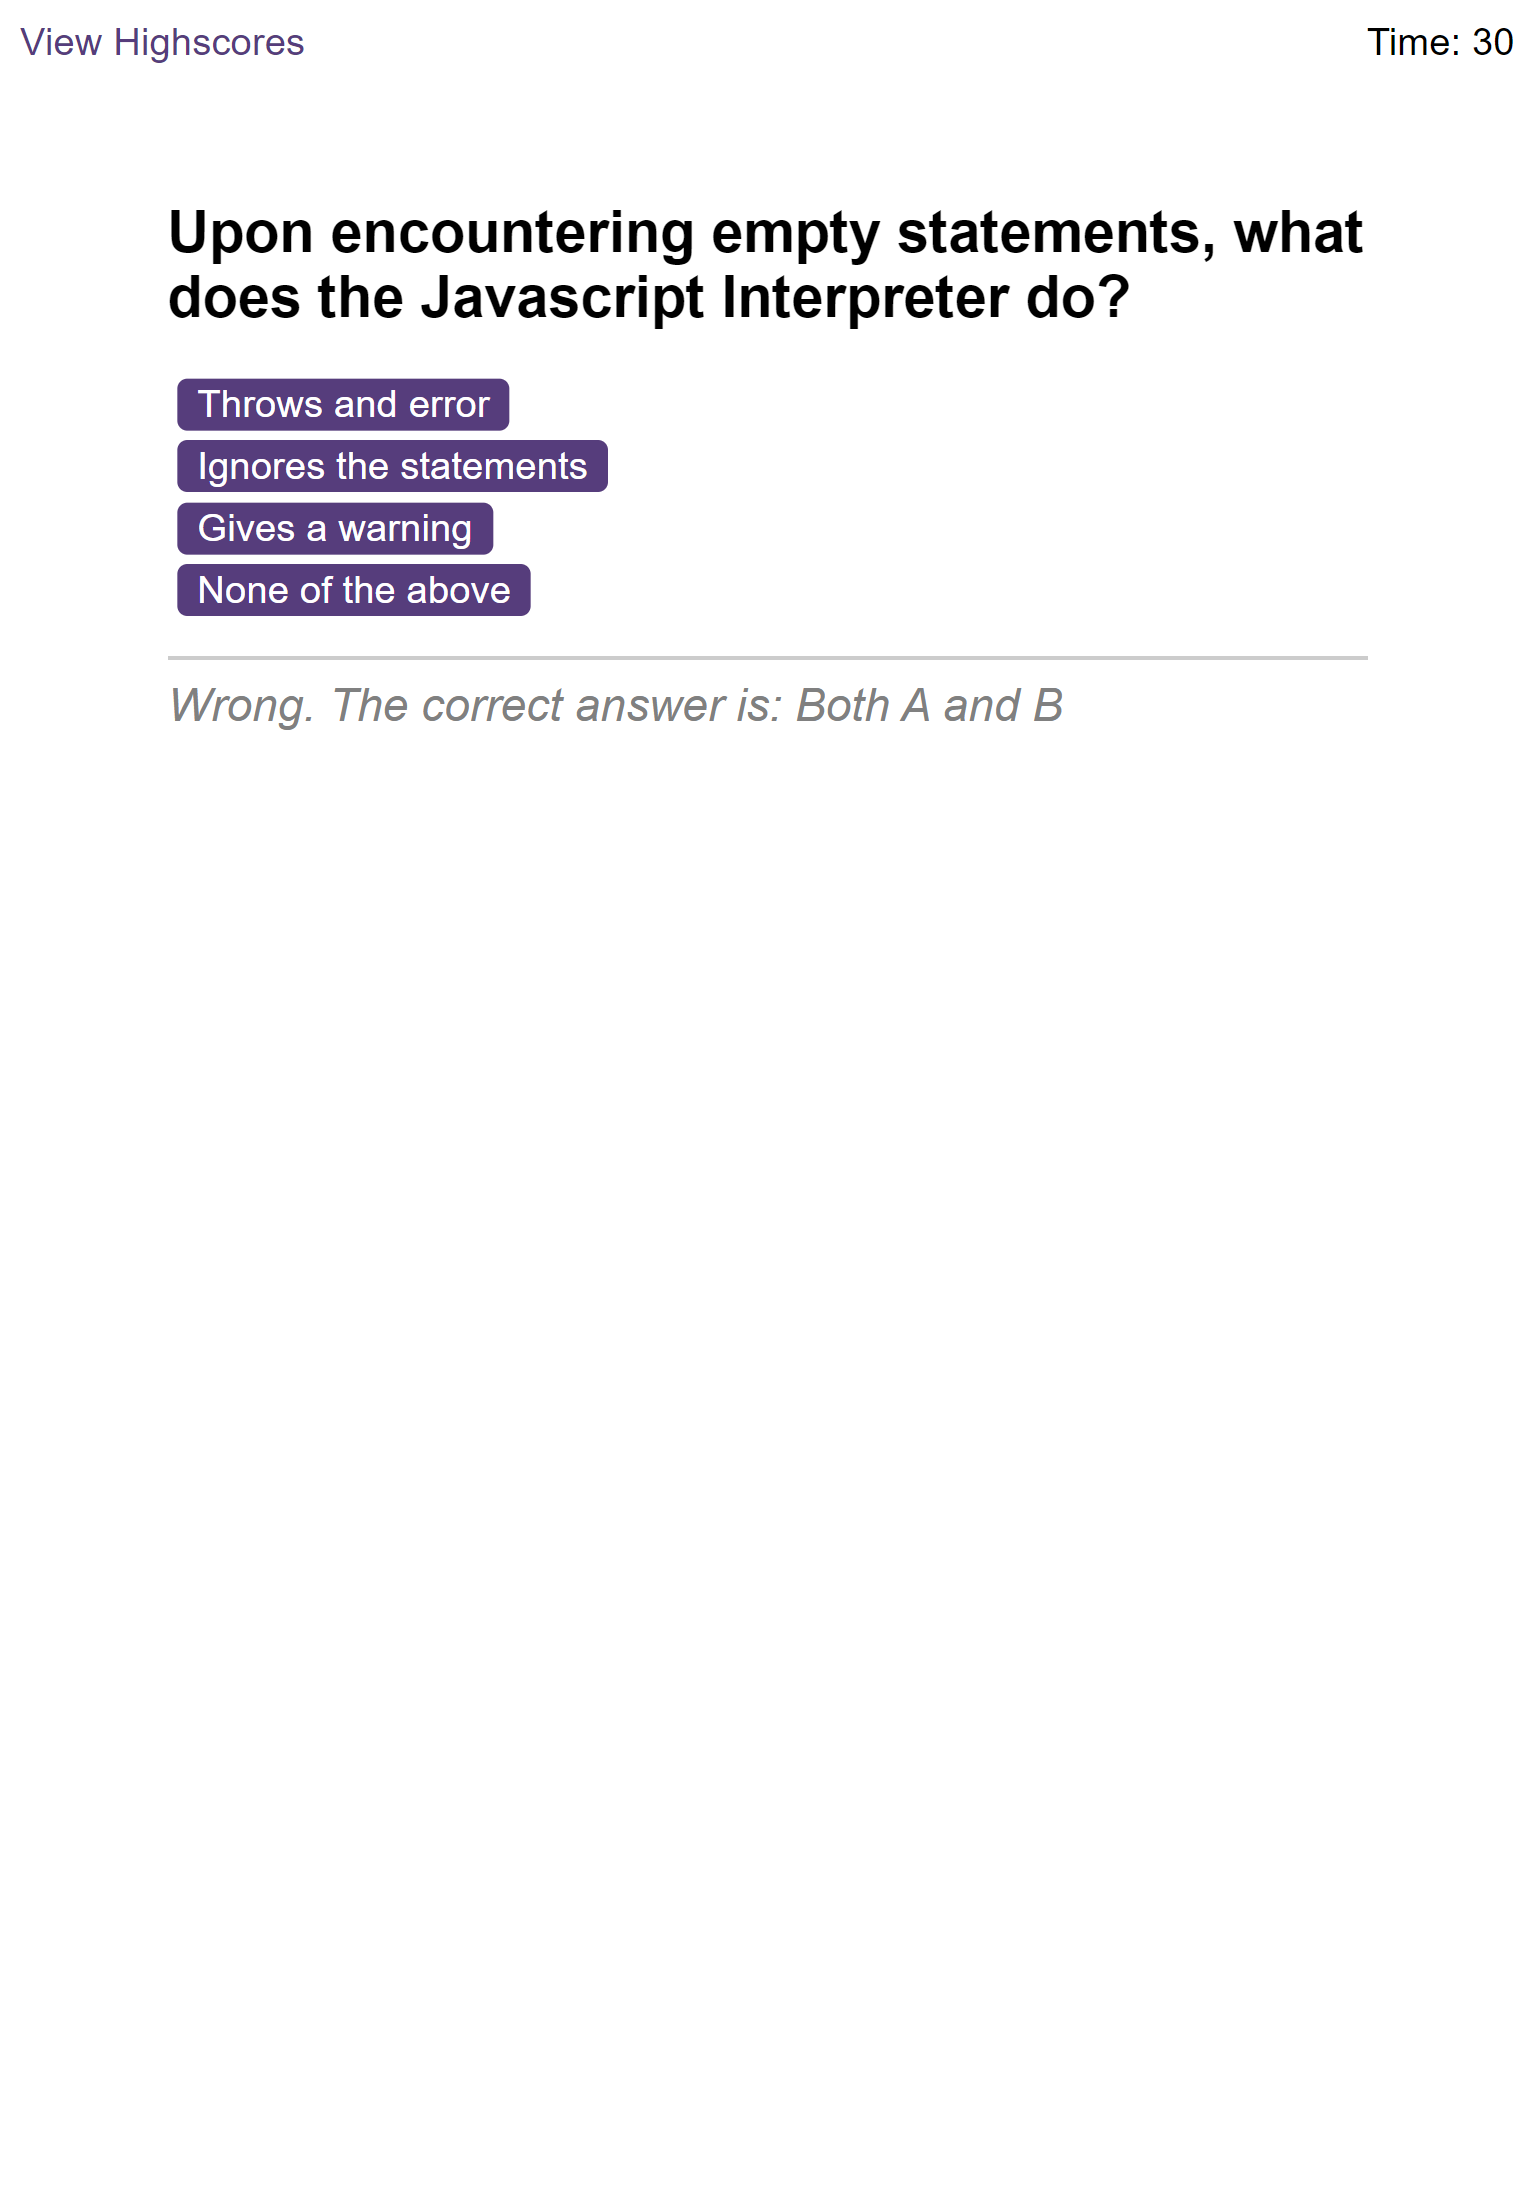 View Highscores
Time: 30
Upon encountering empty statements, what
does the Javascript Interpreter do?
Throws and error
Ignores the statements
Gives a warning
None of the above
Wrong. The correct answer is: Both A and B